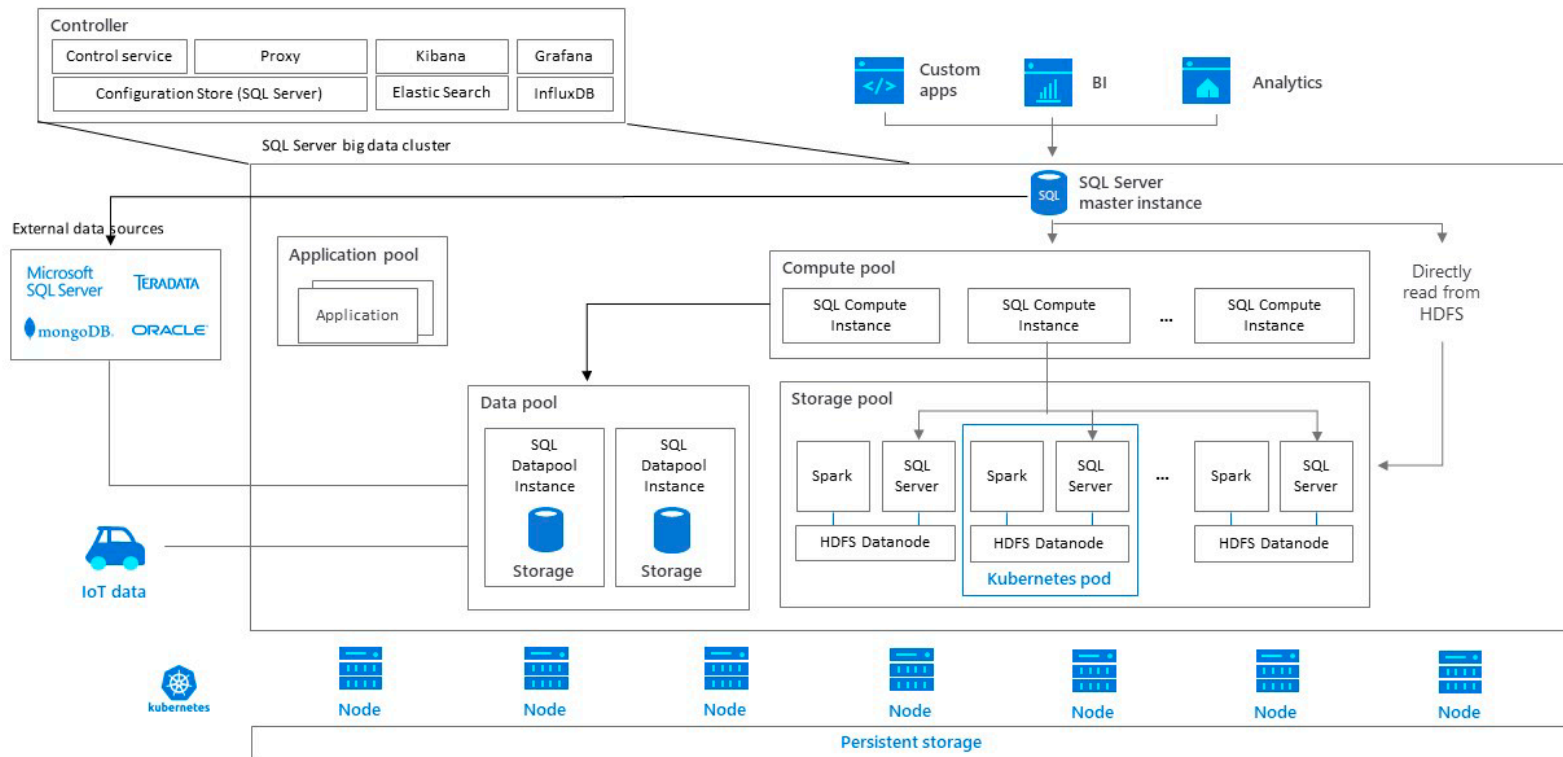 Controller
Control service
Proxy
Kibana
Grafana
Configuration Store (SQL Server)
Elastic Search
InfluxDB
Custom
apps
BI
Analytics
SQL Server big data cluster
SQL
SQL Server
master instance
External data sources
Microsoft
SQL Server
TERADATA
mongoDB.
ORACLE
Application pool
Application
Compute pool
SQL Compute
Instance
SQL Compute
Instance
...
SQL Compute
Instance
Directly
read from
HDFS
Data pool
SQL
Datapool
Instance
Storage
SQL
Datapool
Instance
Storage
Storage pool
Spark
SQL
Server
HDFS Datanode
Spark
SQL
Server
HDFS Datanode
Kubernetes pod
...
Spark
SQL
Server
HDFS Datanode
IoT data
kubernetes
Node
Node
Node
Node
Node
Node
Node
Persistent storage